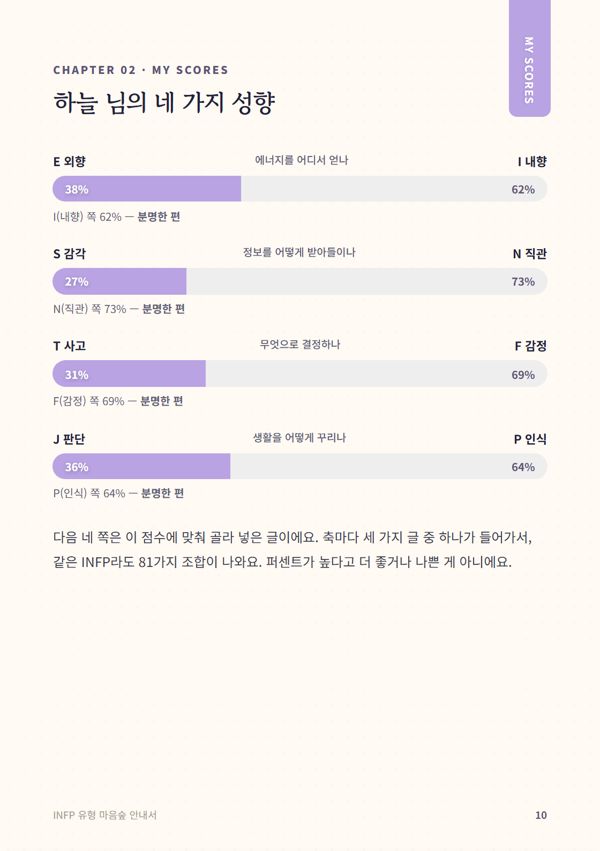 MY SCORES
CHAPTER 02 · MY SCORES
하늘 님의 네 가지 성향
E 외향 에너지를 어디서 얻나 I 내향
38% 62%
I(내향) 쪽 62% — 분명한 편
S 감각 정보를 어떻게 받아들이나 N 직관
27% 73%
N(직관) 쪽 73% — 분명한 편
T 사고 무엇으로 결정하나 F 감정
31% 69%
F(감정) 쪽 69% — 분명한 편
J 판단 생활을 어떻게 꾸리나 P 인식
36% 64%
P(인식) 쪽 64% — 분명한 편
다음 네 쪽은 이 점수에 맞춰 골라 넣은 글이에요. 축마다 세 가지 글 중 하나가 들어가서,
같은 INFP라도 81가지 조합이 나와요. 퍼센트가 높다고 더 좋거나 나쁜 게 아니에요.
INFP 유형 마음숲 안내서 10